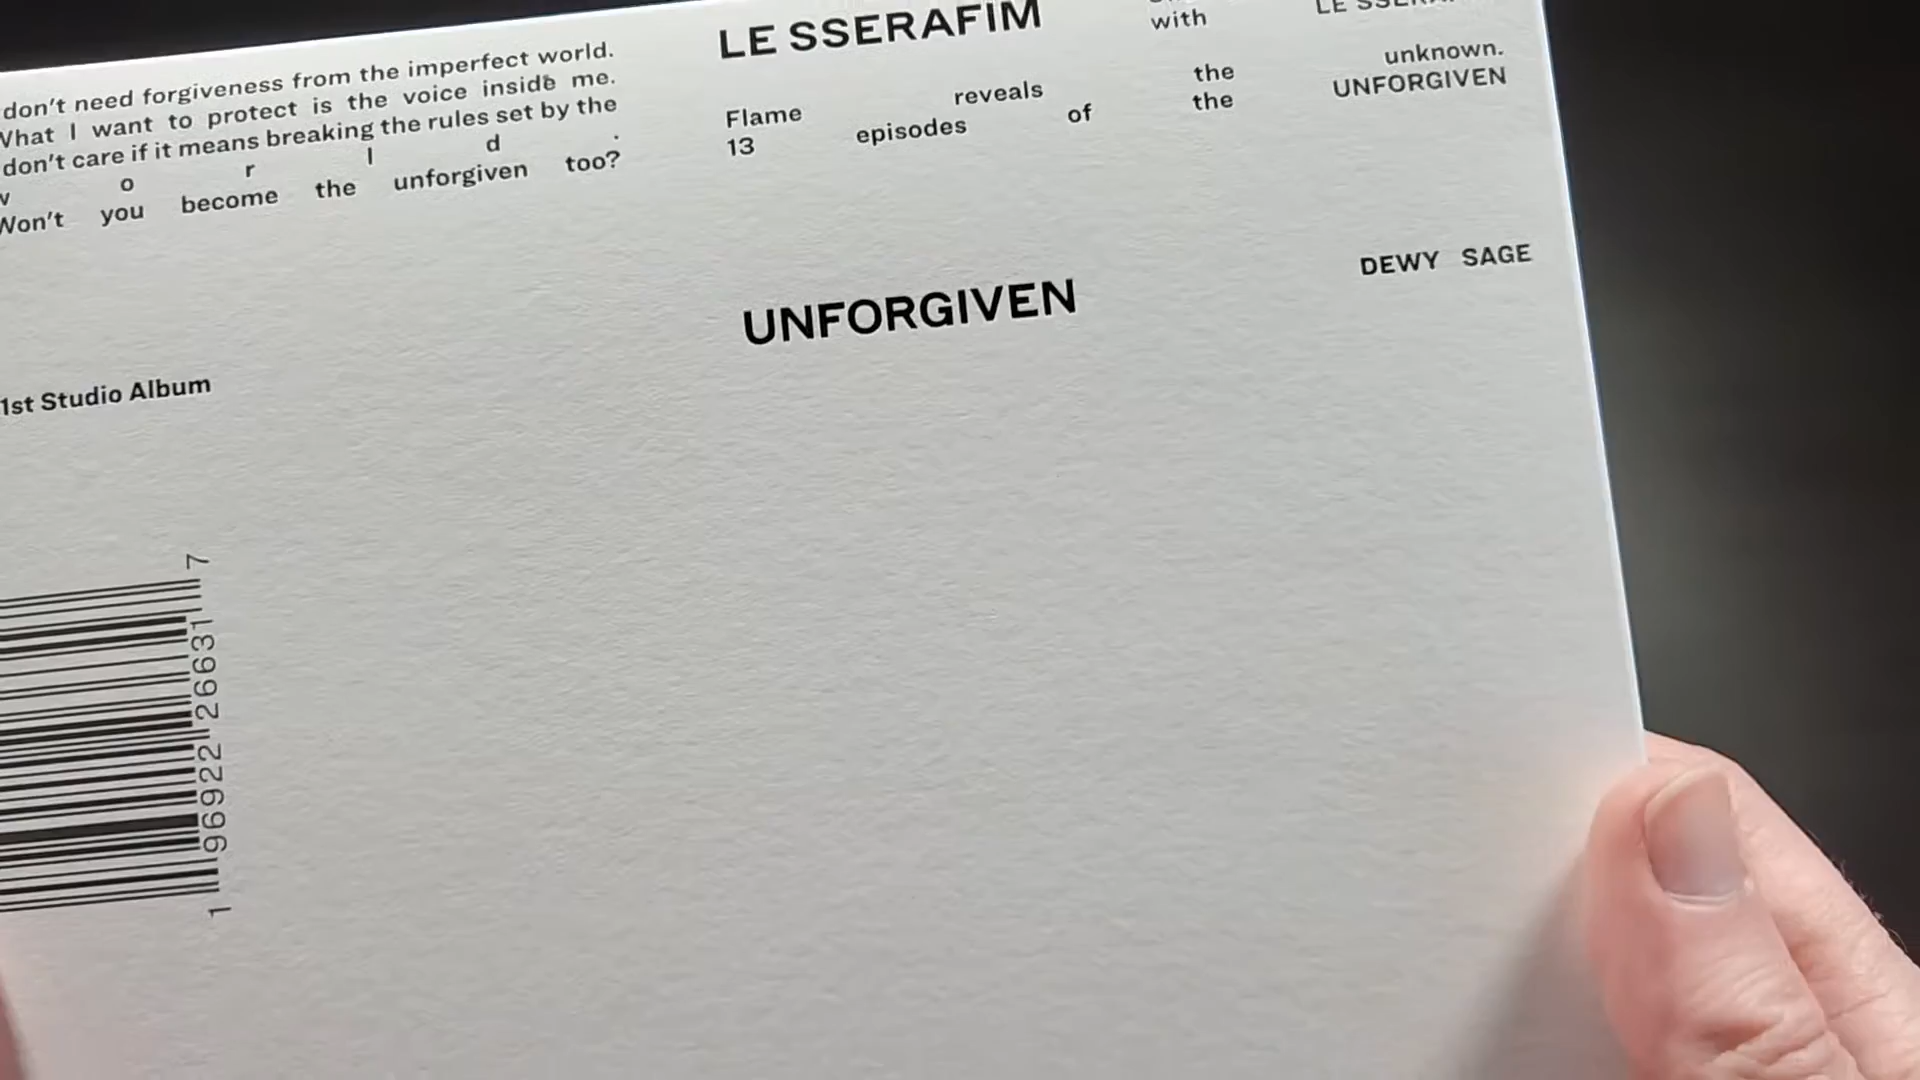 don't need forgiveness from the imperfect world.
What I want to protect is the voice inside me.
don't care if it means breaking the rules set by the
w o r l d .
Won't you become the unforgiven too?
LE SSERAFIM
with
unknown.
Flame reveals the UNFORGIVEN
13 episodes of the
UNFORGIVEN
DEWY SAGE
1st Studio Album
1 96922 26631 7